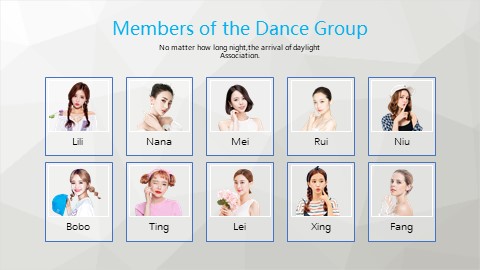 Members of the Dance Group
No matter how long night,the arrival of daylight
Association.
Lili
Nana
Mei
Rui
Niu
Bobo
Ting
Lei
Xing
Fang